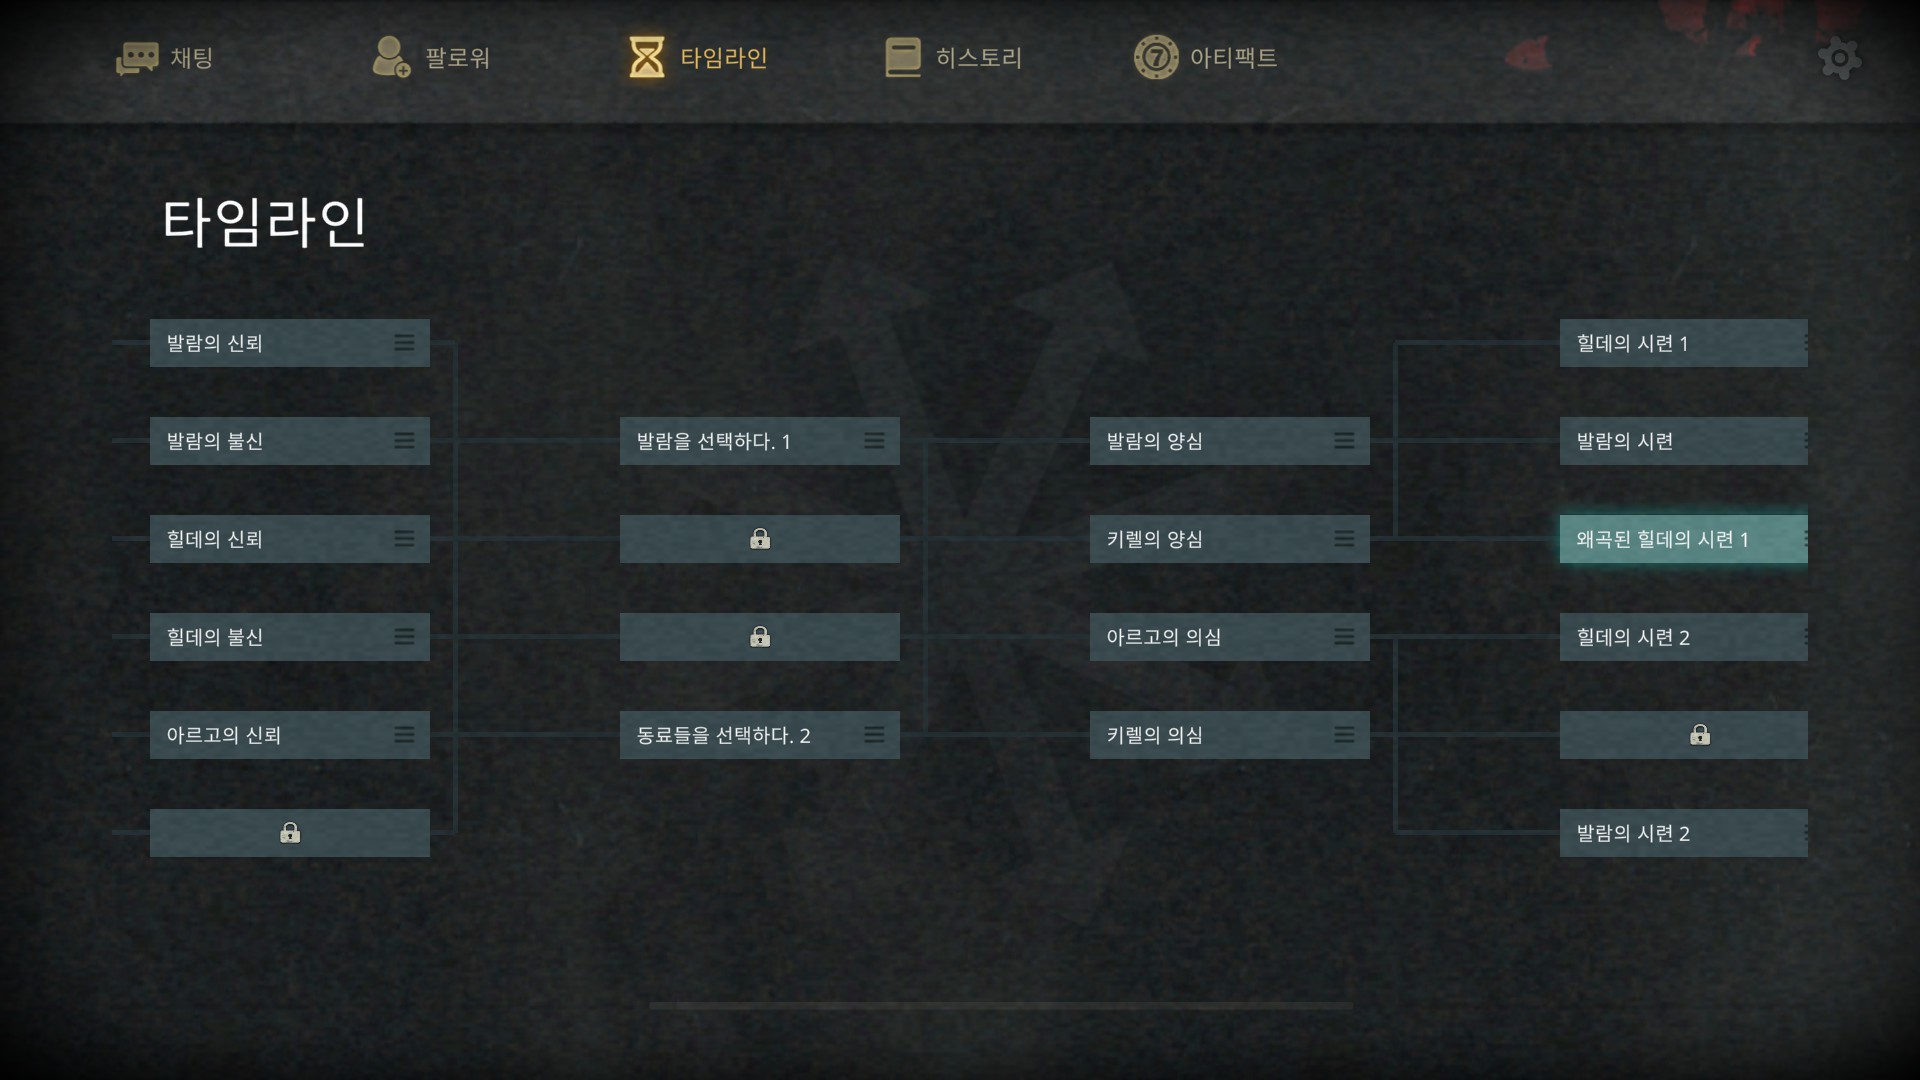 채팅
팔로워
타임라인
히스토리
7
아티팩트
타임라인
발람의 신뢰
힐데의 시련 1
발람의 불신
발람을 선택하다. 1
발람의 양심
발람의 시련
힐데의 신뢰
키렐의 양심
왜곡된 힐데의 시련 1
힐데의 불신
아르고의 의심
힐데의 시련 2
아르고의 신뢰
동료들을 선택하다. 2
키렐의 의심
발람의 시련 2